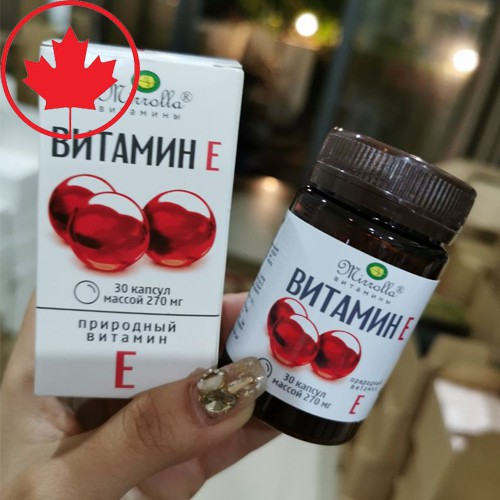 Mirrolla®
витамины
ВИТАМИН Е
30 капсул
массой 270 мг
природный
витамин
Е
Mirrolla®
витамины
ВИТАМИН Е
30 капсул
массой 270 мг
природный
витамин
Е